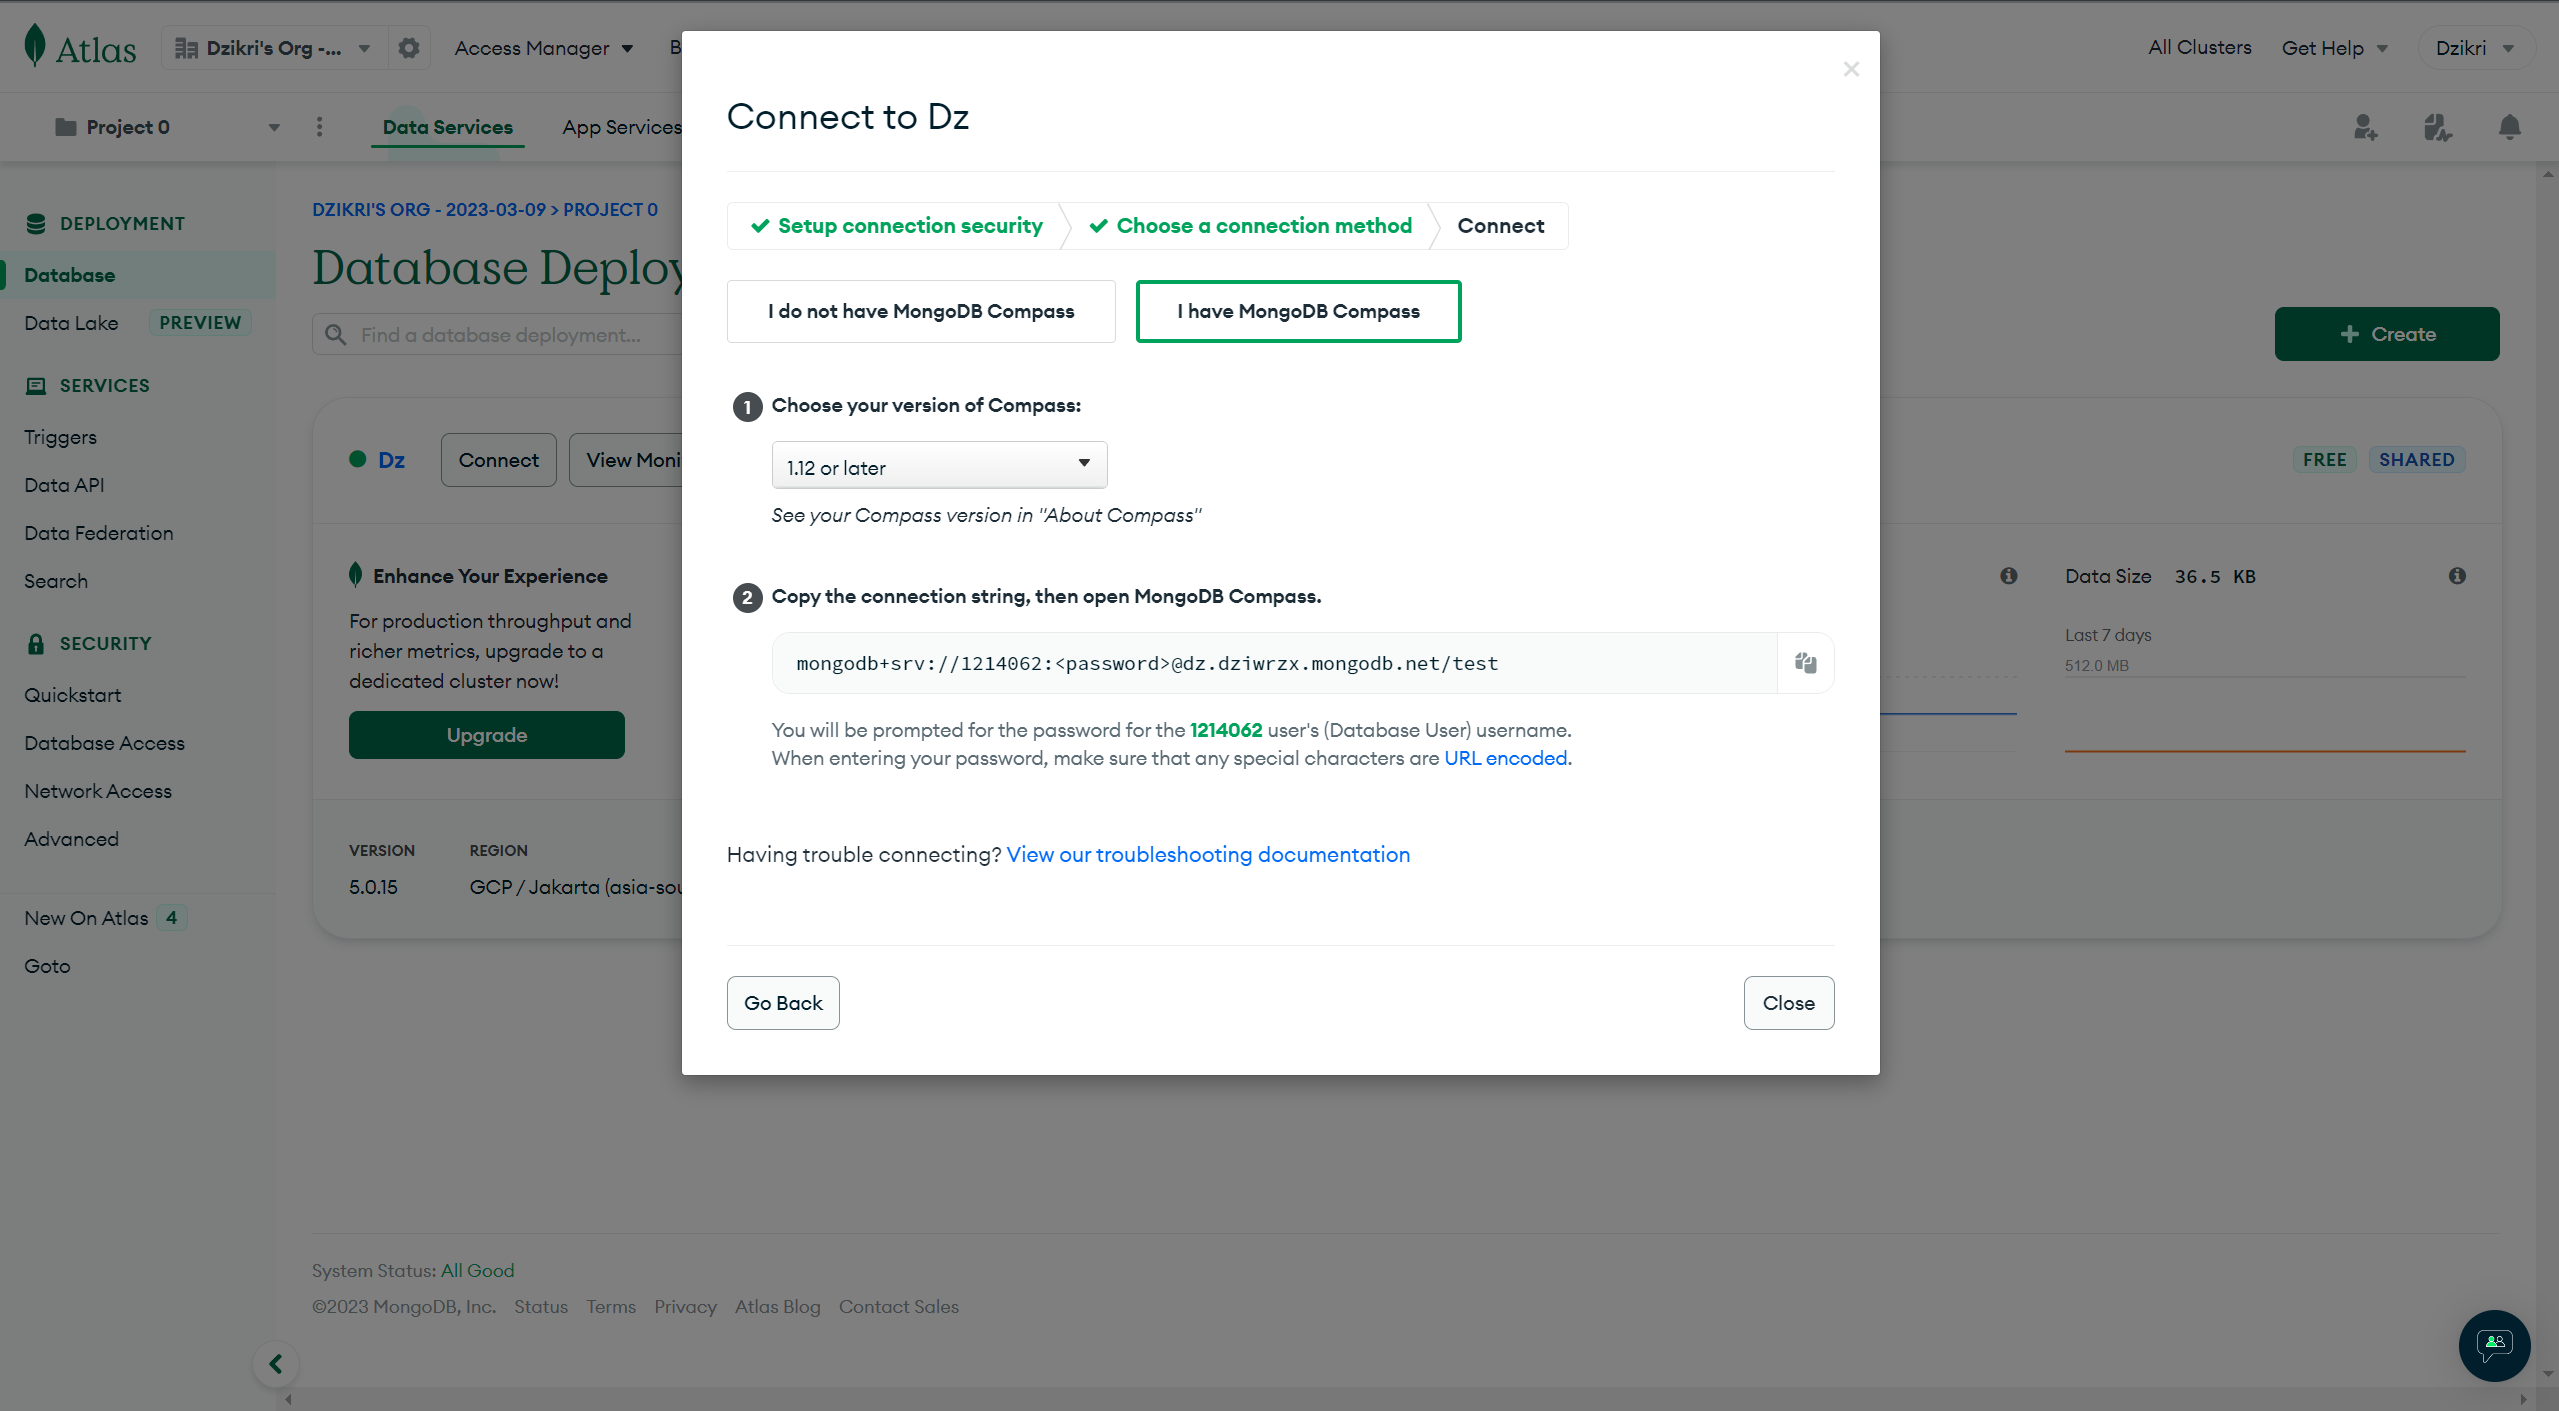 Atlas
Dzikri's Org -...
Access Manager
All Clusters
Get Help
Dzikri
Project 0
Data Services
App Services
DEPLOYMENT
Database
Data Lake PREVIEW
SERVICES
Triggers
Data API
Data Federation
Search
SECURITY
Quickstart
Database Access
Network Access
Advanced
New On Atlas 4
Goto
DZIKRI'S ORG - 2023-03-09 > PROJECT 0
Database Deploy
Find a database deployment...
+ Create
Dz
Connect
View Moni
FREE
SHARED
Enhance Your Experience
For production throughput and
richer metrics, upgrade to a
dedicated cluster now!
Upgrade
Data Size 36.5 KB
Last 7 days
512.0 MB
VERSION
5.0.15
REGION
GCP / Jakarta (asia-sou
Connect to Dz
Setup connection security
Choose a connection method
Connect
I do not have MongoDB Compass
I have MongoDB Compass
1 Choose your version of Compass:
1.12 or later
See your Compass version in "About Compass"
2 Copy the connection string, then open MongoDB Compass.
mongodb+srv://1214062:<password>@dz.dziwrzx.mongodb.net/test
You will be prompted for the password for the 1214062 user's (Database User) username.
When entering your password, make sure that any special characters are URL encoded.
Having trouble connecting? View our troubleshooting documentation
Go Back
Close
System Status: All Good
©2023 MongoDB, Inc. Status Terms Privacy Atlas Blog Contact Sales